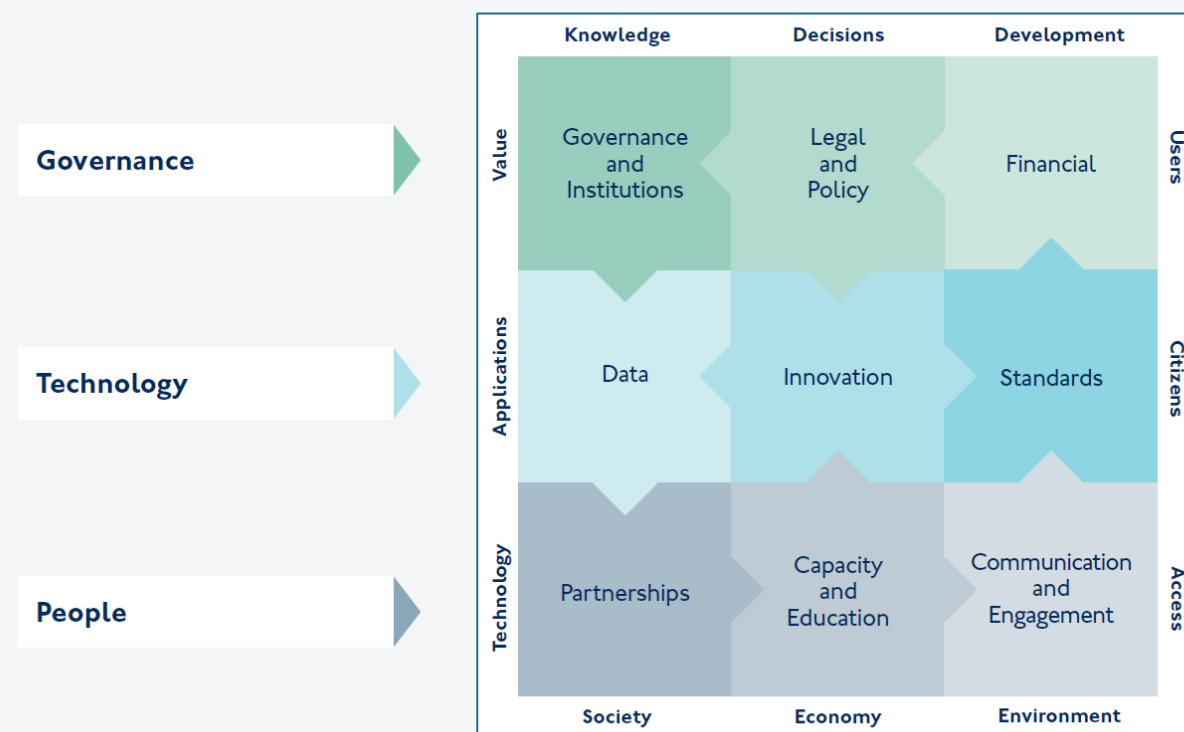 Knowledge
Decisions
Development
Governance
Value
Governance
and
Institutions
Legal
and
Policy
Financial
Users
Technology
Applications
Data
Innovation
Standards
Citizens
People
Technology
Partnerships
Capacity
and
Education
Communication
and
Engagement
Access
Society
Economy
Environment